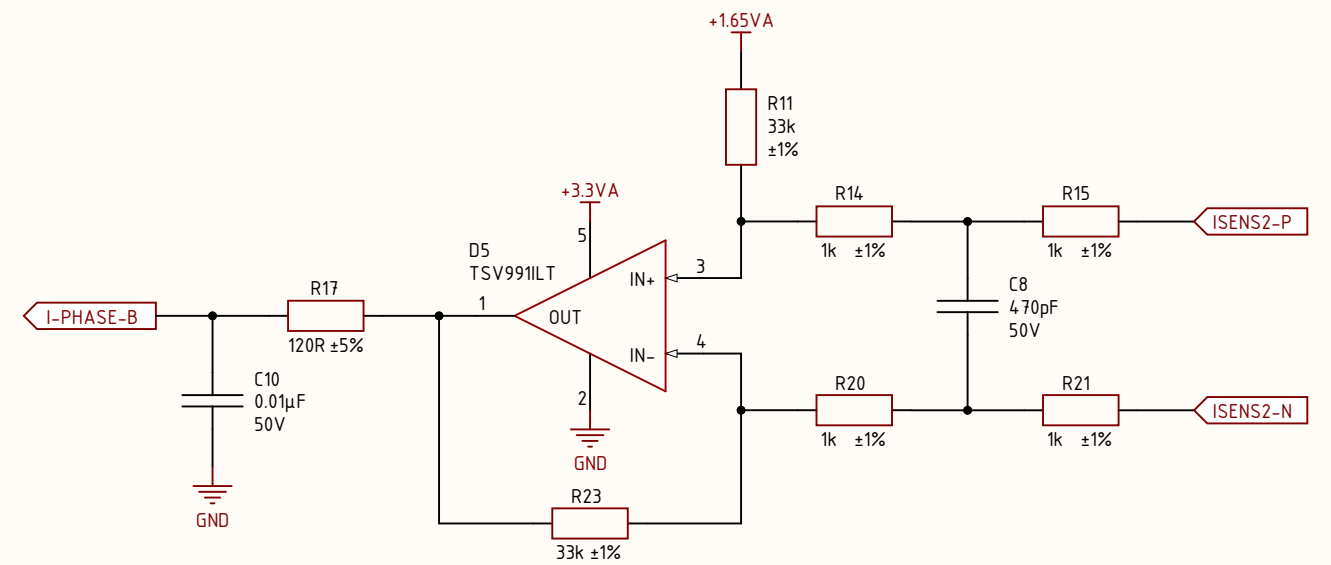 +1.65VA
R11
33k
±1%
+3.3VA
R14
R15
5
D5
TSV991ILT
ISENS2-P
1k ±1%
1k ±1%
3
IN+
R17
1
C8
470pF
50V
I-PHASE-B
OUT
120R ±5%
4
IN-
C10
0.01µF
50V
2
R20
R21
ISENS2-N
1k ±1%
1k ±1%
GND
R23
GND
33k ±1%